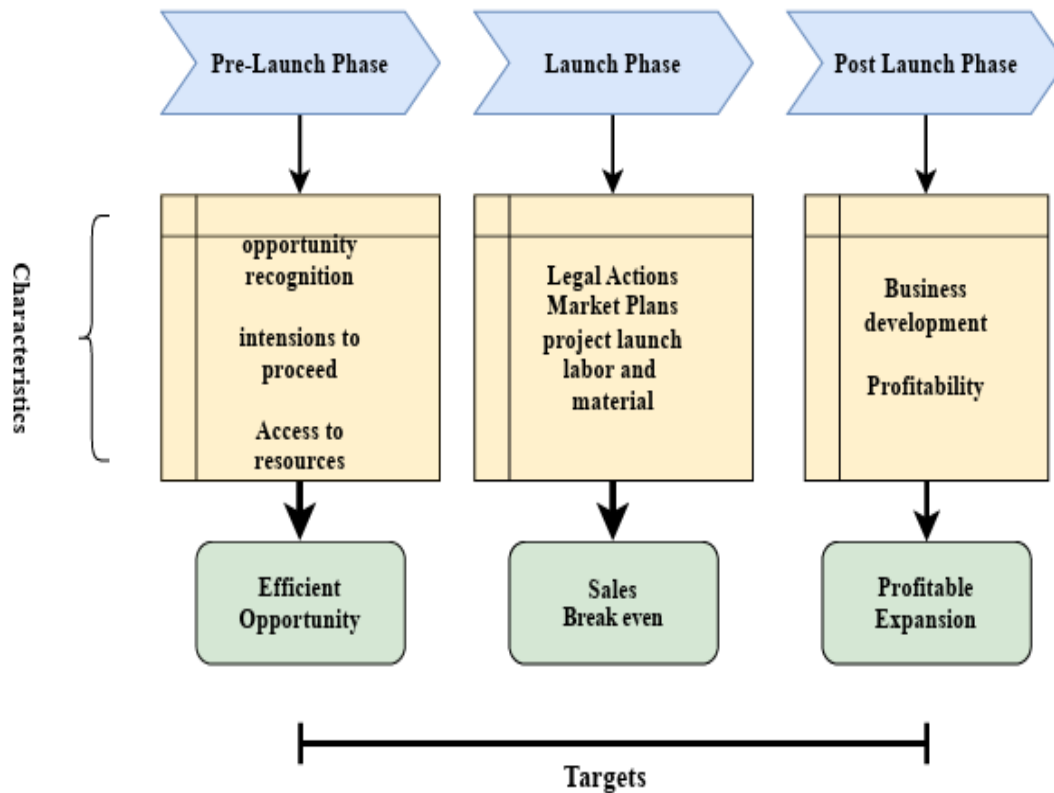 Pre-Launch Phase
Launch Phase
Post Launch Phase
Characteristics
opportunity
recognition
intensions to
proceed
Access to
resources
Legal Actions
Market Plans
project launch
labor and
material
Business
development
Profitability
Efficient
Opportunity
Sales
Break even
Profitable
Expansion
Targets